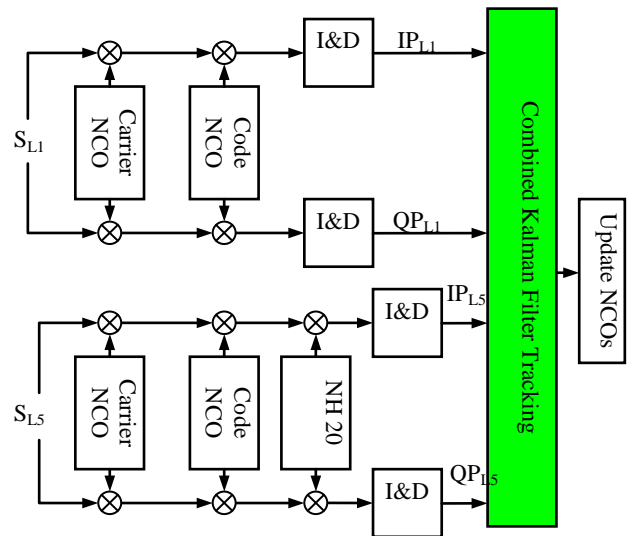 I&D
IP_L1
S_L1
Carrier
NCO
Code
NCO
I&D
QP_L1
Combined Kalman Filter Tracking
Update NCOs
I&D
IP_L5
S_L5
Carrier
NCO
Code
NCO
NH 20
I&D
QP_L5